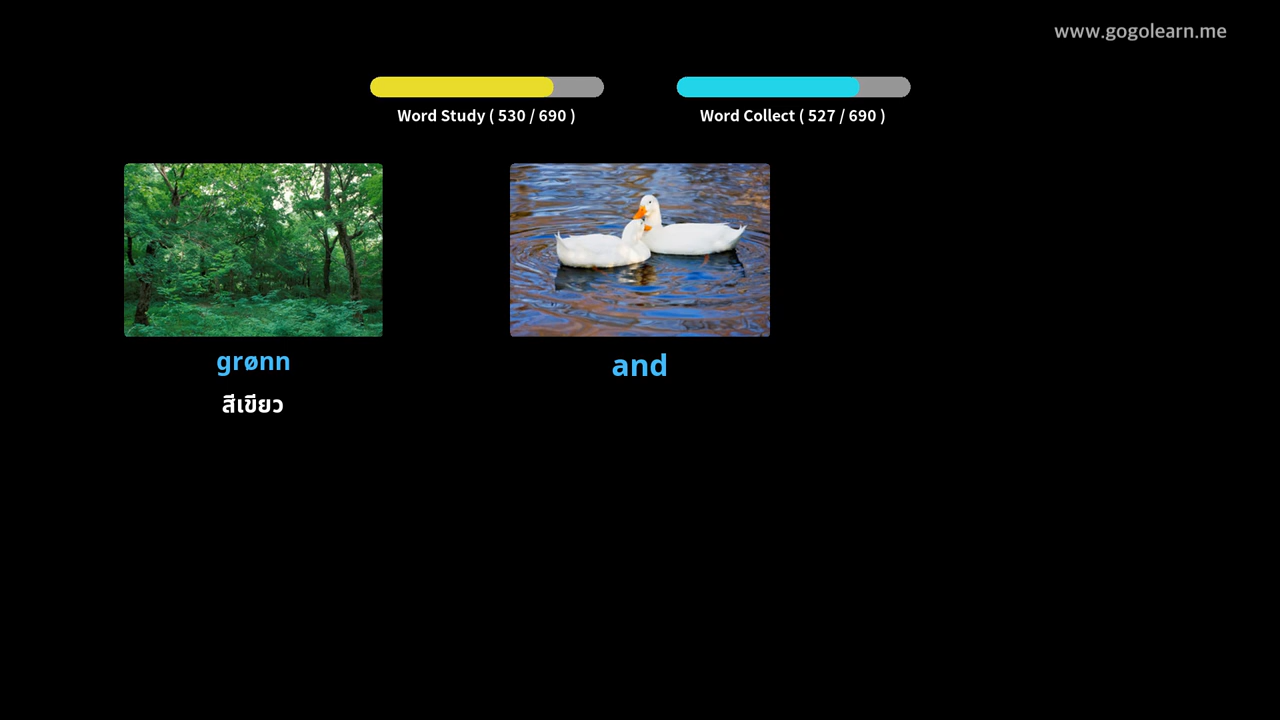 www.gogolearn.me
Word Study ( 530 / 690 )
Word Collect ( 527 / 690 )
grønn
and
สีเขียว